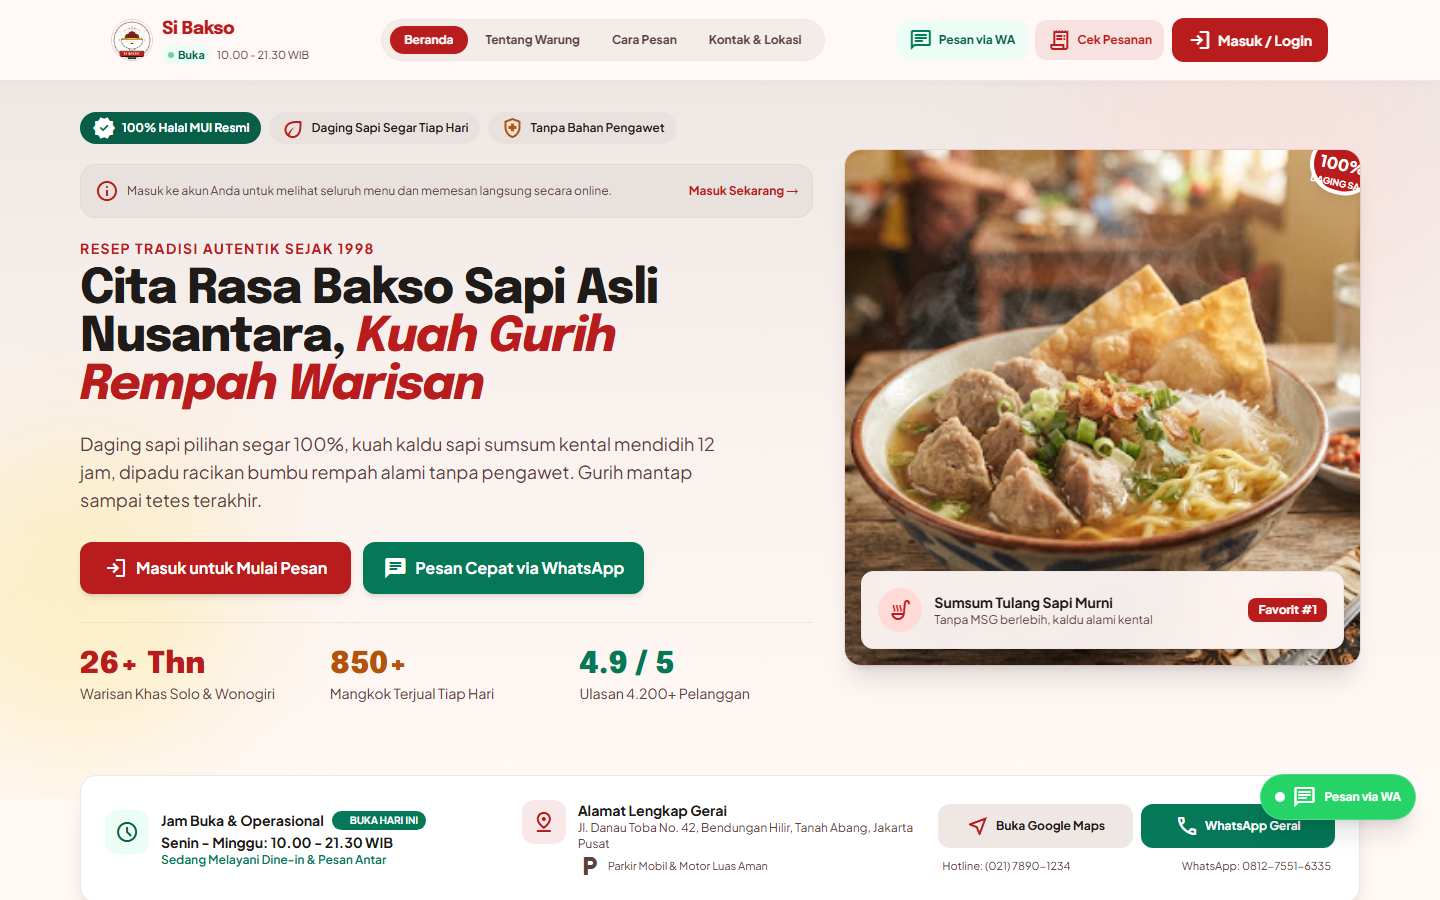 Si Bakso
Buka 10.00 - 21.30 WIB
Beranda
Tentang Warung
Cara Pesan
Kontak & Lokasi
Pesan via WA
Cek Pesanan
Masuk / Login
100% Halal MUI Resmi
Daging Sapi Segar Tiap Hari
Tanpa Bahan Pengawet
Masuk ke akun Anda untuk melihat seluruh menu dan memesan langsung secara online.
Masuk Sekarang →
RESEP TRADISI AUTENTIK SEJAK 1998
Cita Rasa Bakso Sapi Asli
Nusantara, Kuah Gurih
Rempah Warisan
Daging sapi pilihan segar 100%, kuah kaldu sapi sumsum kental mendidih 12
jam, dipadu racikan bumbu rempah alami tanpa pengawet. Gurih mantap
sampai tetes terakhir.
Masuk untuk Mulai Pesan
Pesan Cepat via WhatsApp
26+ Thn
Warisan Khas Solo & Wonogiri
850+
Mangkok Terjual Tiap Hari
4.9 / 5
Ulasan 4.200+ Pelanggan
100%
Sumsum Tulang Sapi Murni
Tanpa MSG berlebih, kaldu alami kental
Favorit #1
Jam Buka & Operasional
BUKA HARI INI
Senin - Minggu: 10.00 - 21.30 WIB
Sedang Melayani Dine-in & Pesan Antar
Alamat Lengkap Gerai
Jl. Danau Toba No. 42, Bendungan Hilir, Tanah Abang, Jakarta
Pusat
P Parkir Mobil & Motor Luas Aman
Buka Google Maps
WhatsApp Gerai
Hotline: (021) 7890-1234
WhatsApp: 0812-7551-6335
Pesan via WA